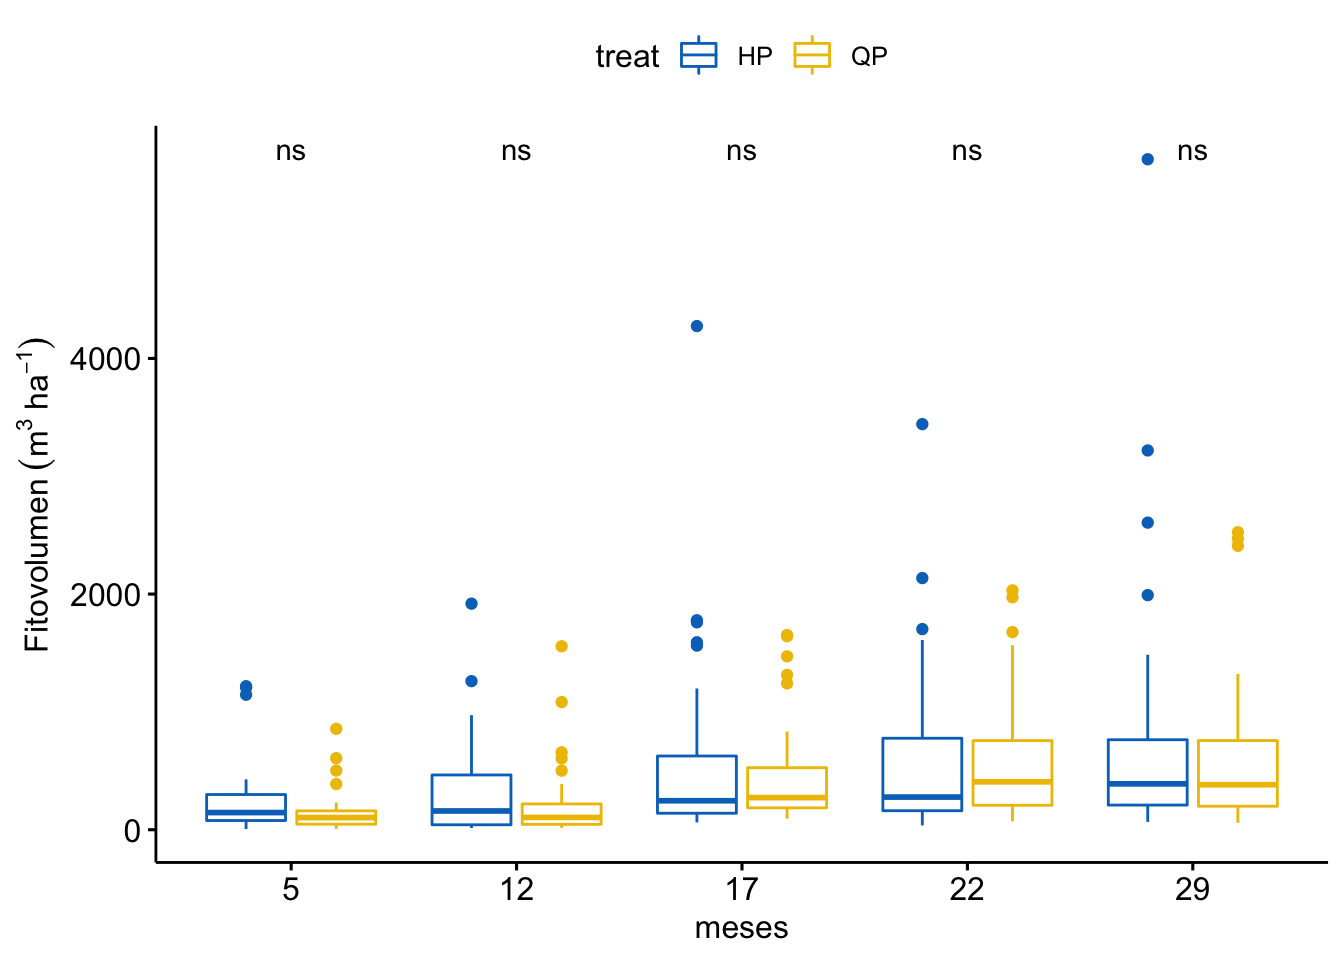 treat HP QP
ns ns ns ns ns
Fitovolumen (m³ ha⁻¹)
4000
2000
0
5 12 17 22 29
meses